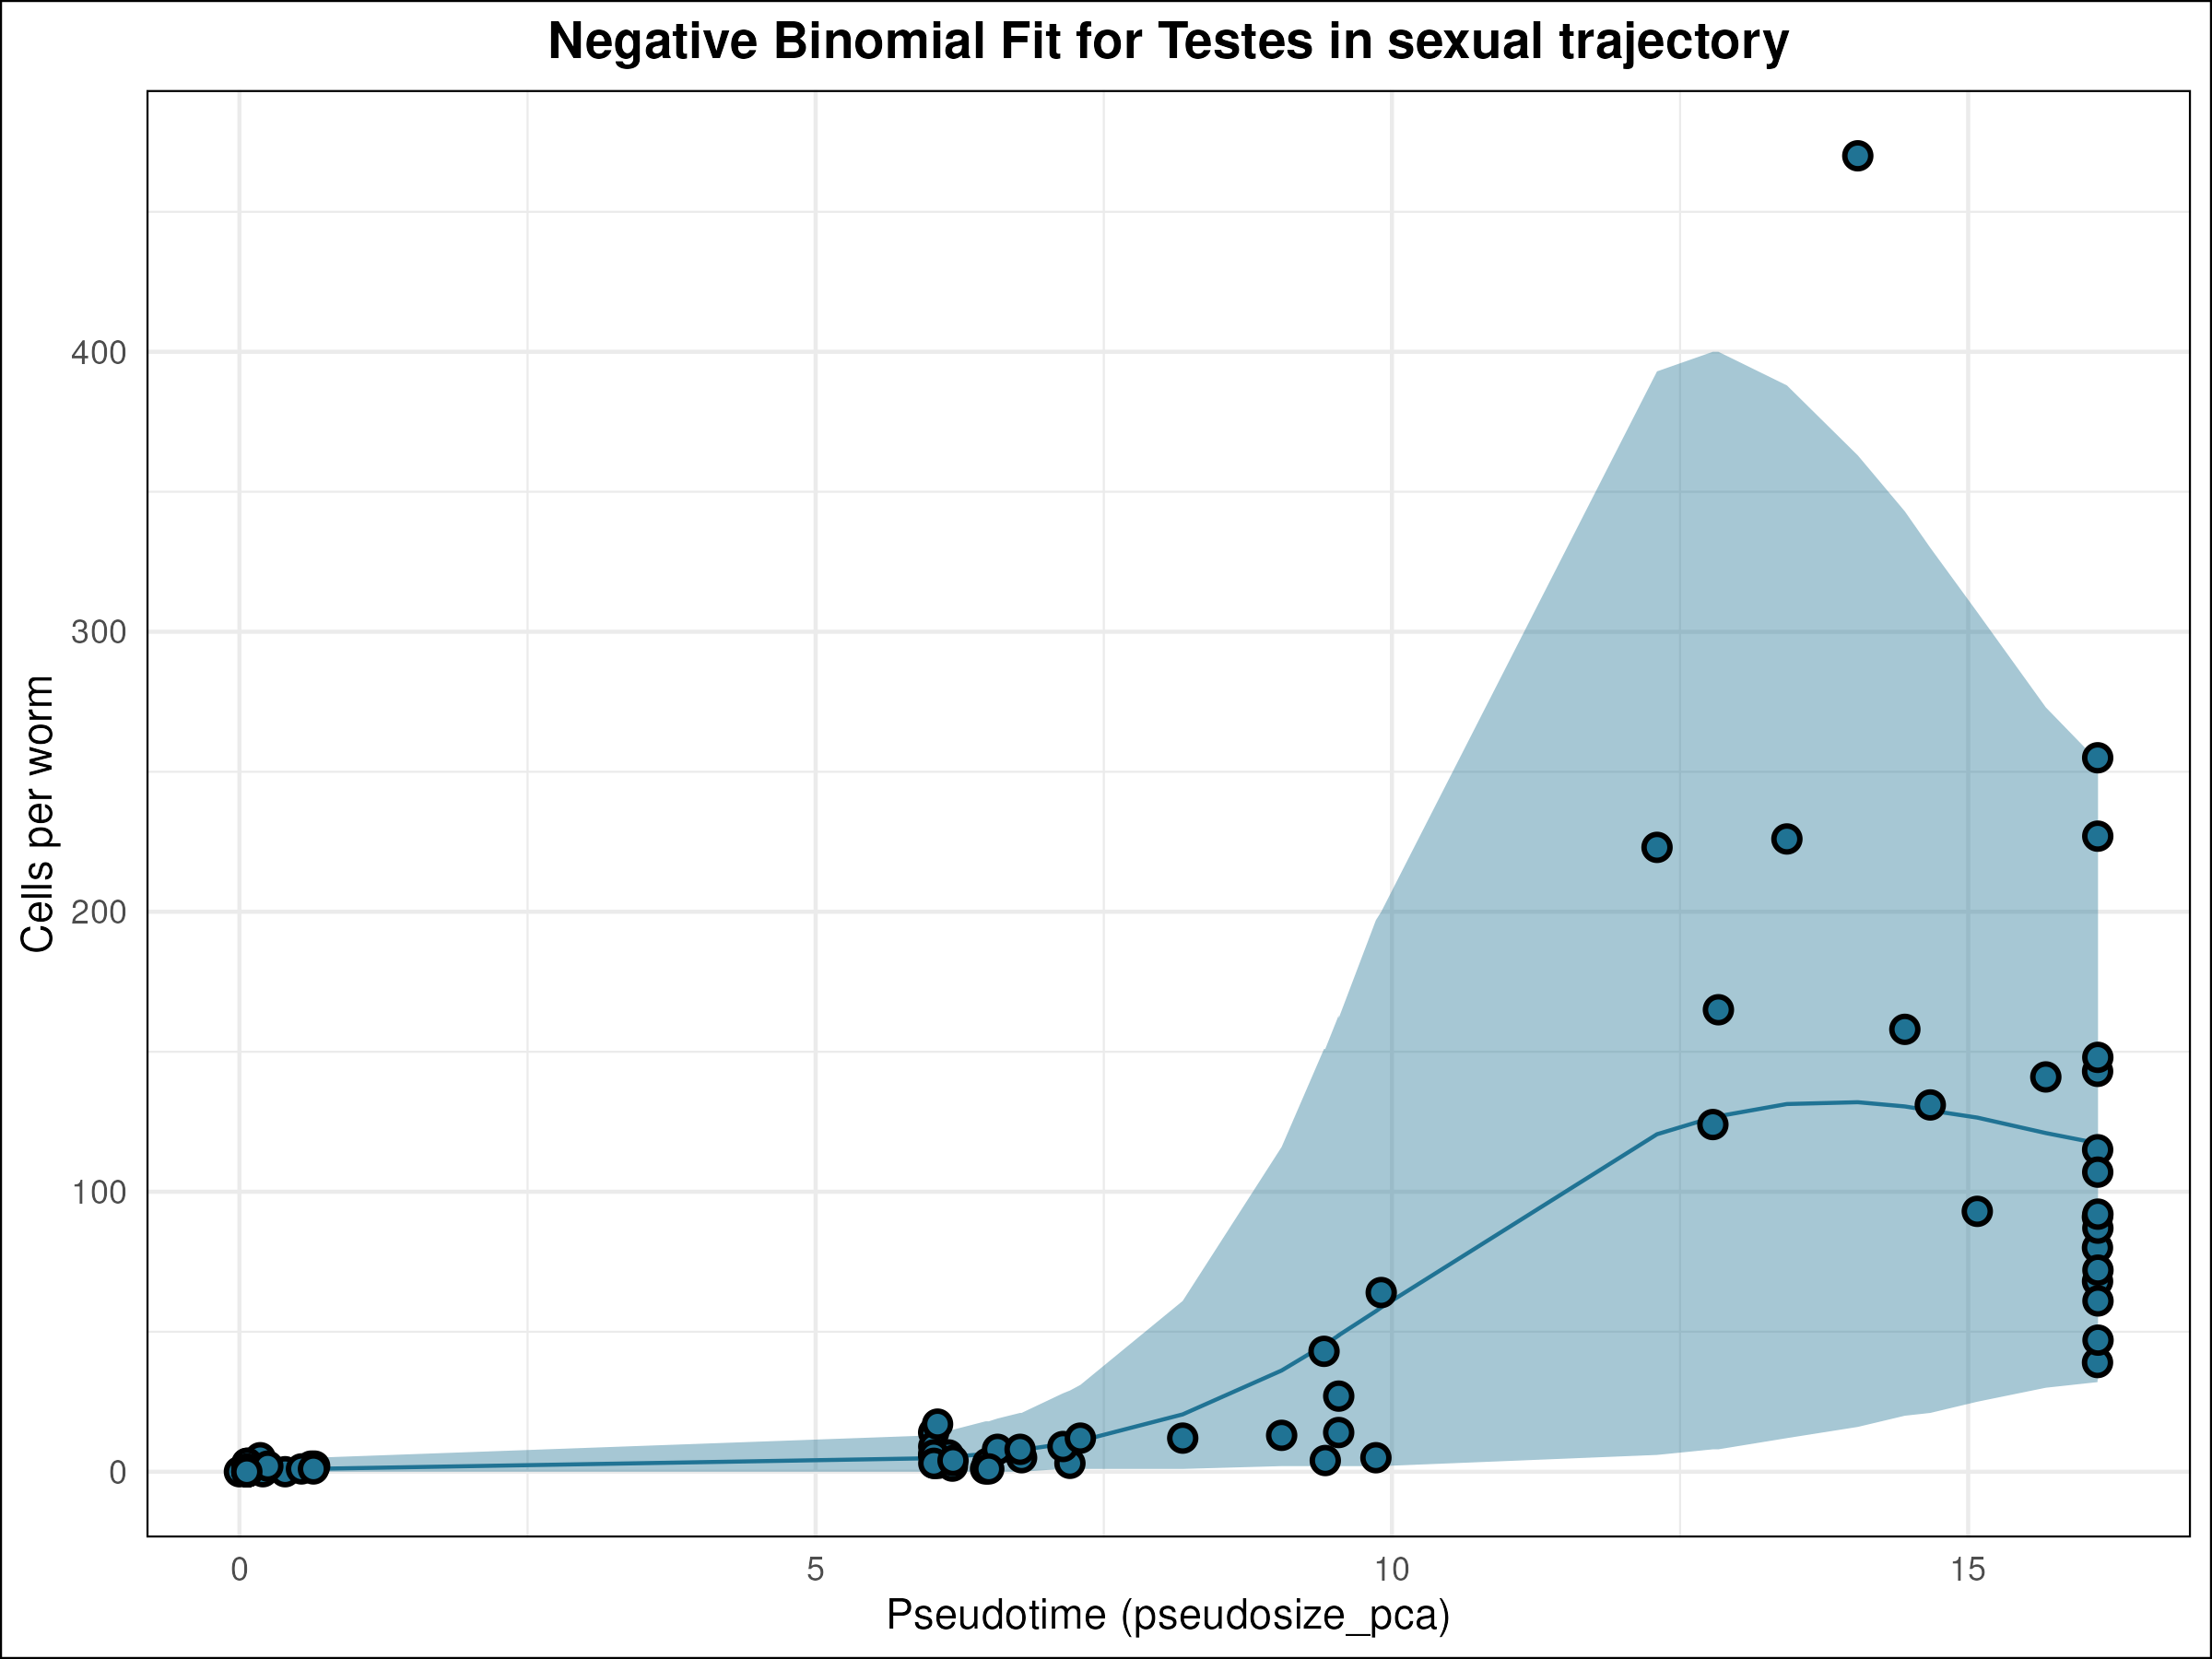 Negative Binomial Fit for Testes in sexual trajectory
400
300
200
100
0
Cells per worm
0 5 10 15
Pseudotime (pseudosize_pca)